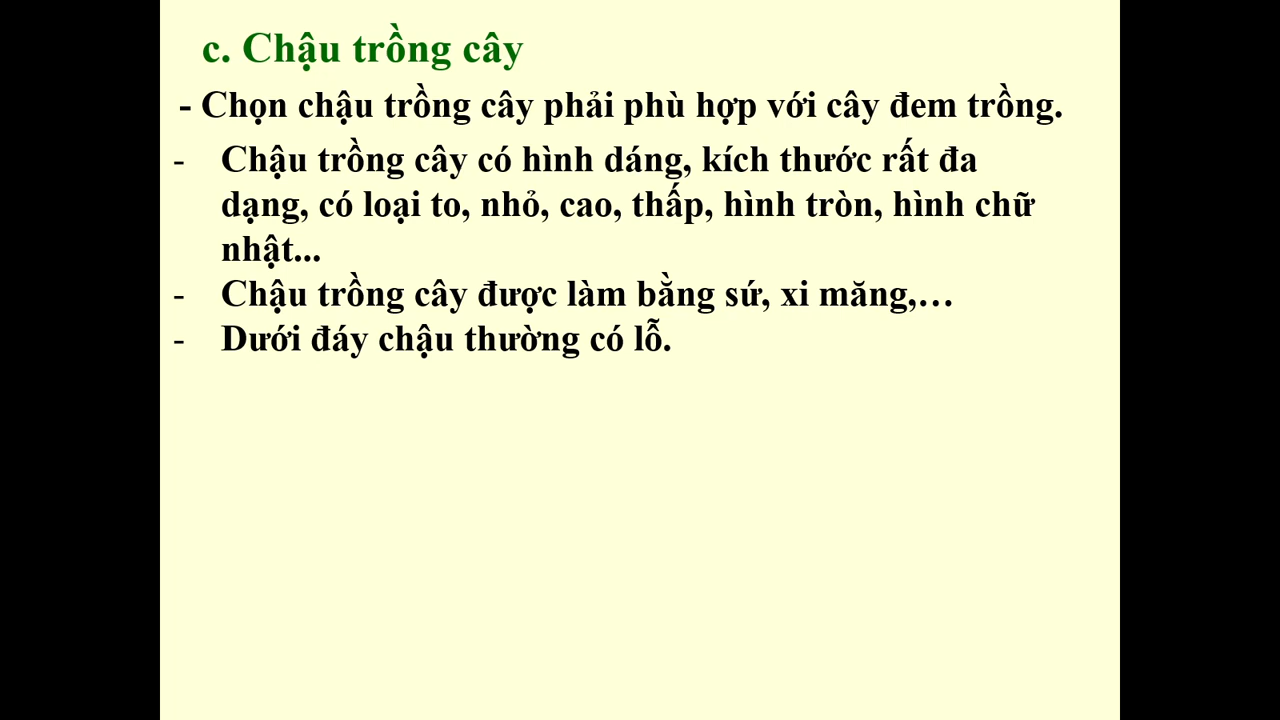 c. Chậu trồng cây
- Chọn chậu trồng cây phải phù hợp với cây đem trồng.
- Chậu trồng cây có hình dáng, kích thước rất đa
dạng, có loại to, nhỏ, cao, thấp, hình tròn, hình chữ
nhật...
- Chậu trồng cây được làm bằng sứ, xi măng,…
- Dưới đáy chậu thường có lỗ.